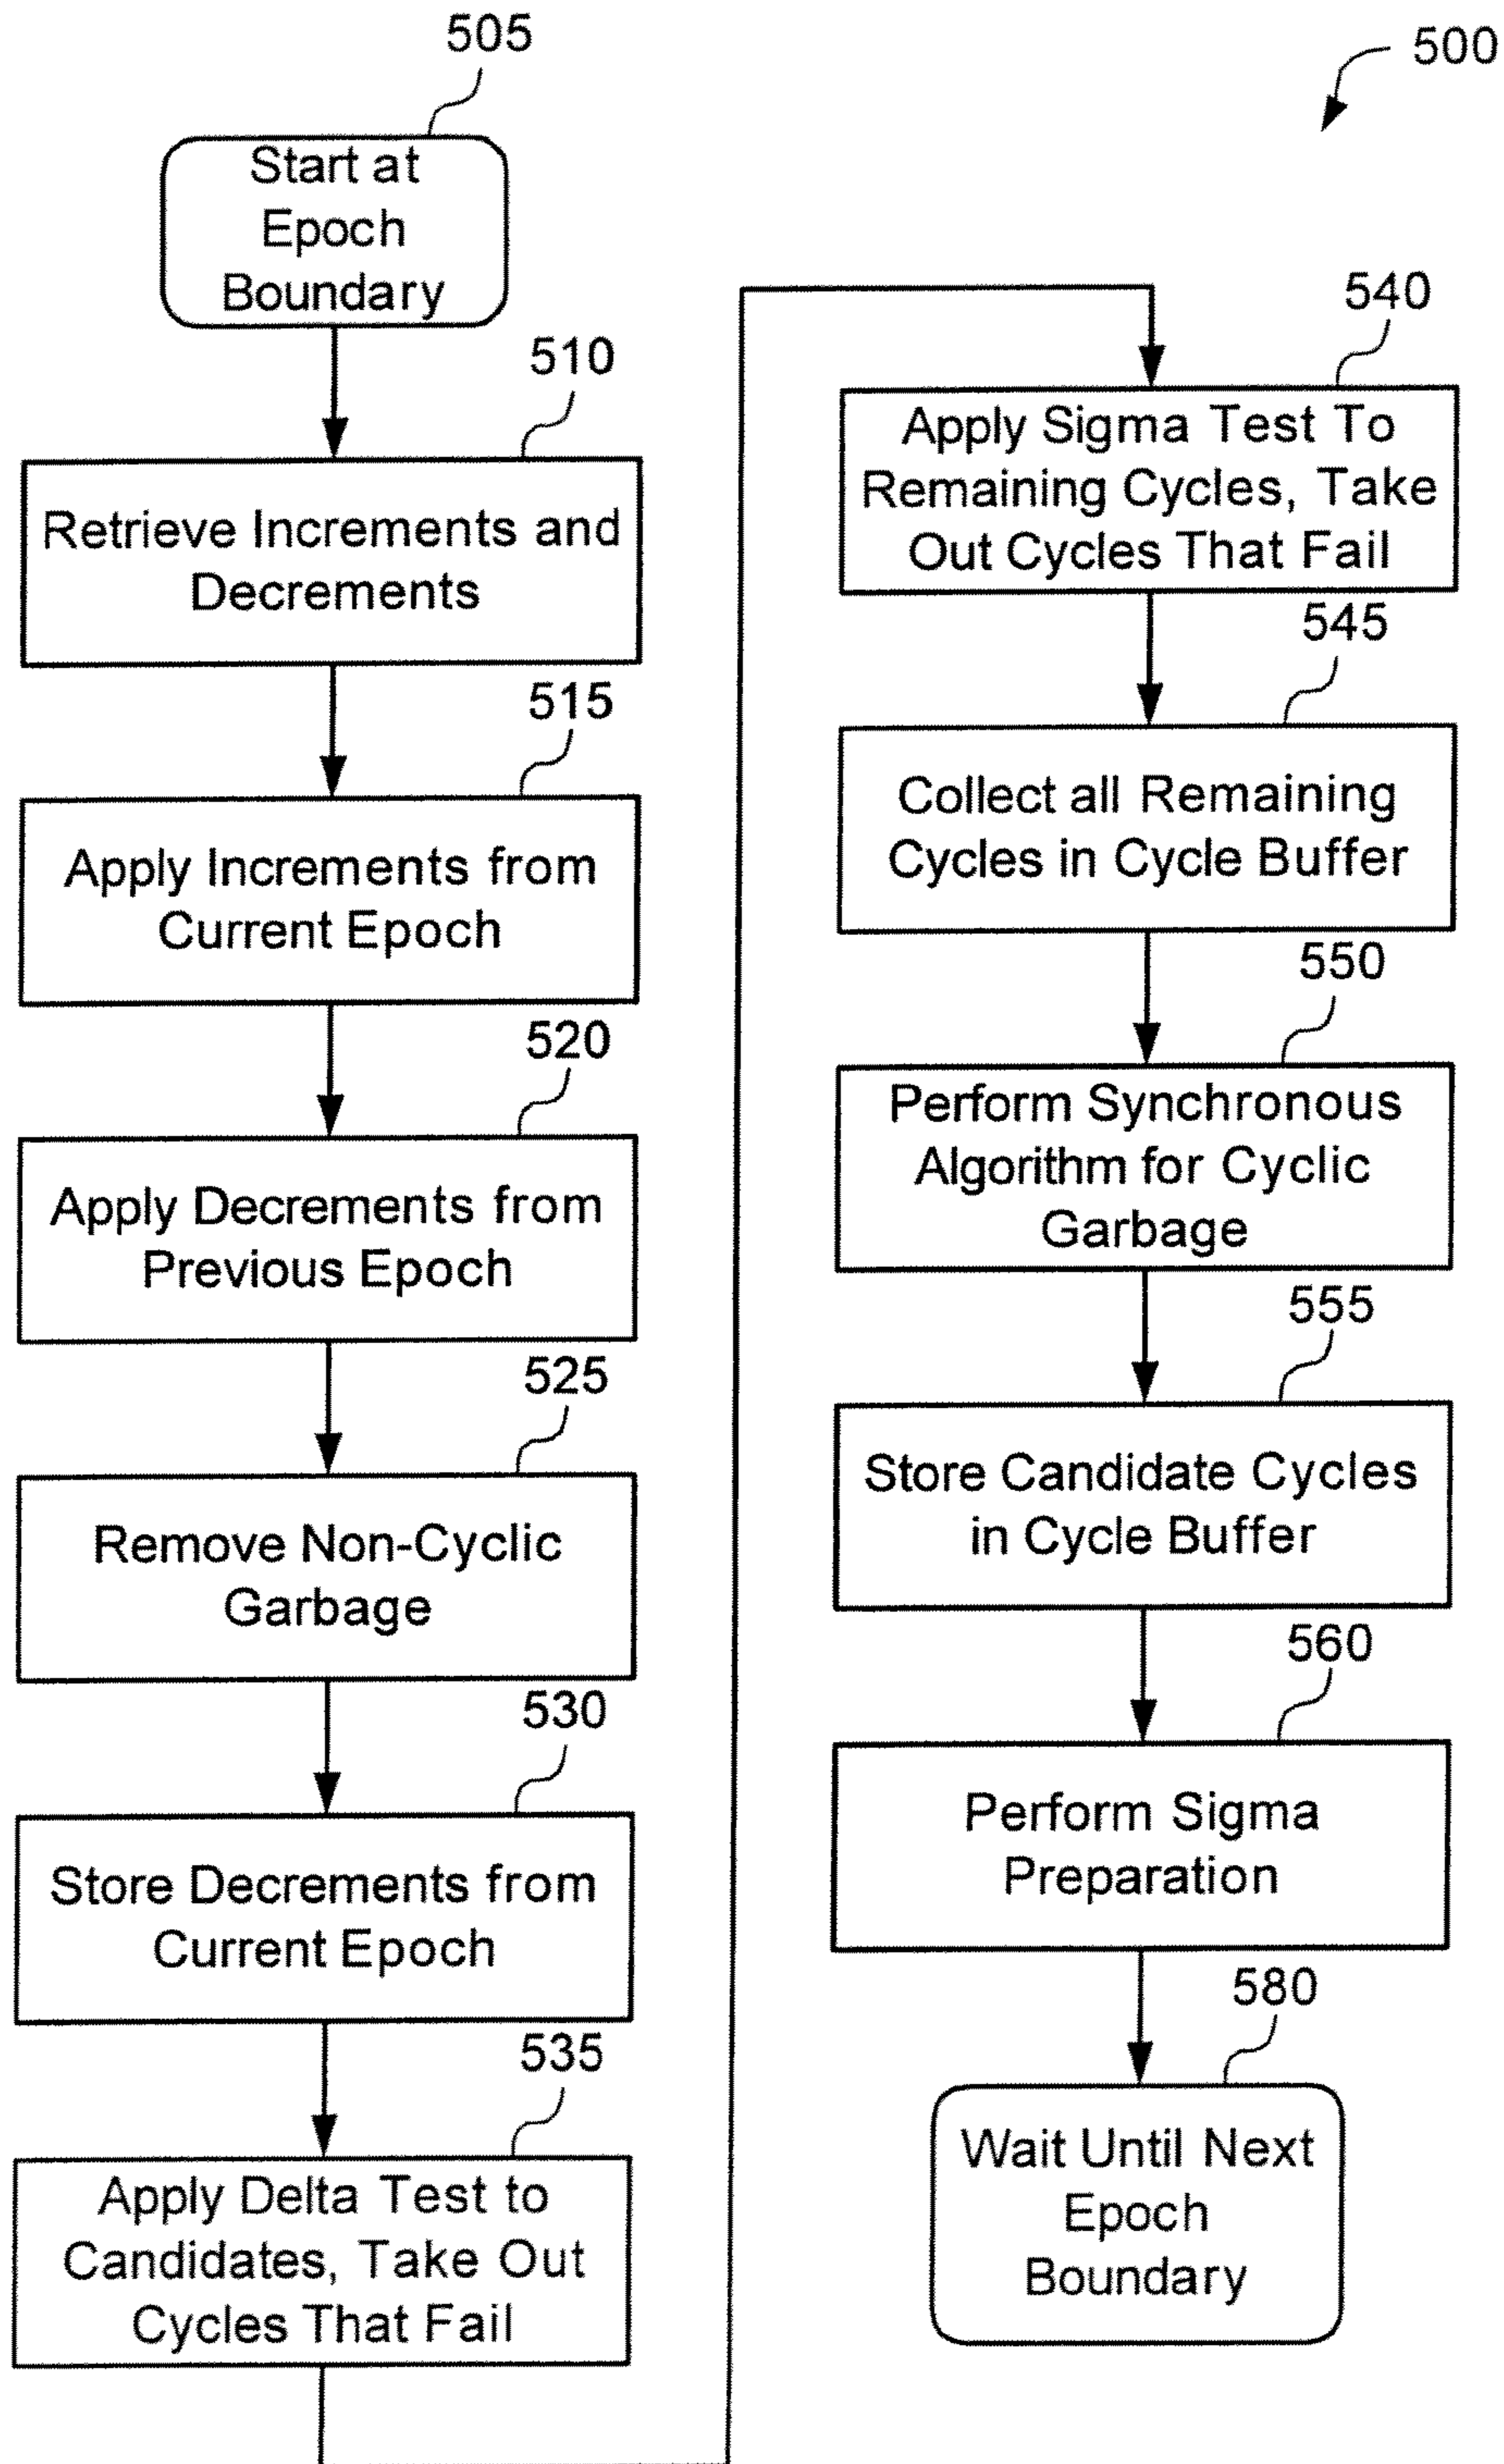 500
505
Start at
Epoch
Boundary
510
Retrieve Increments and
Decrements
515
Apply Increments from
Current Epoch
520
Apply Decrements from
Previous Epoch
525
Remove Non-Cyclic
Garbage
530
Store Decrements from
Current Epoch
535
Apply Delta Test to
Candidates, Take Out
Cycles That Fail
540
Apply Sigma Test To
Remaining Cycles, Take
Out Cycles That Fail
545
Collect all Remaining
Cycles in Cycle Buffer
550
Perform Synchronous
Algorithm for Cyclic
Garbage
555
Store Candidate Cycles
in Cycle Buffer
560
Perform Sigma
Preparation
580
Wait Until Next
Epoch
Boundary